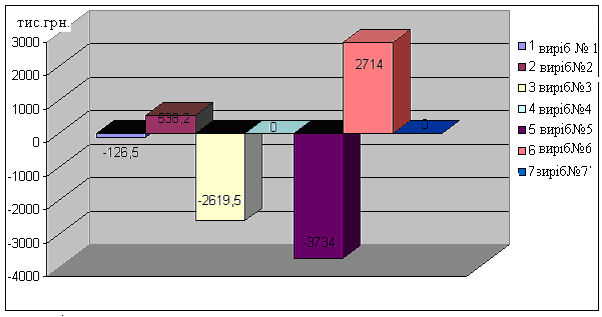 тис.грн.
3000
2000
1000
0
-1000
-2000
-3000
-4000
-126,5
538,2
-2619,5
0
-3734
2714
0
1 виріб № 1
2 виріб№2
3 виріб№3
4 виріб№4
5 виріб№5
6 виріб№6
7виріб№7